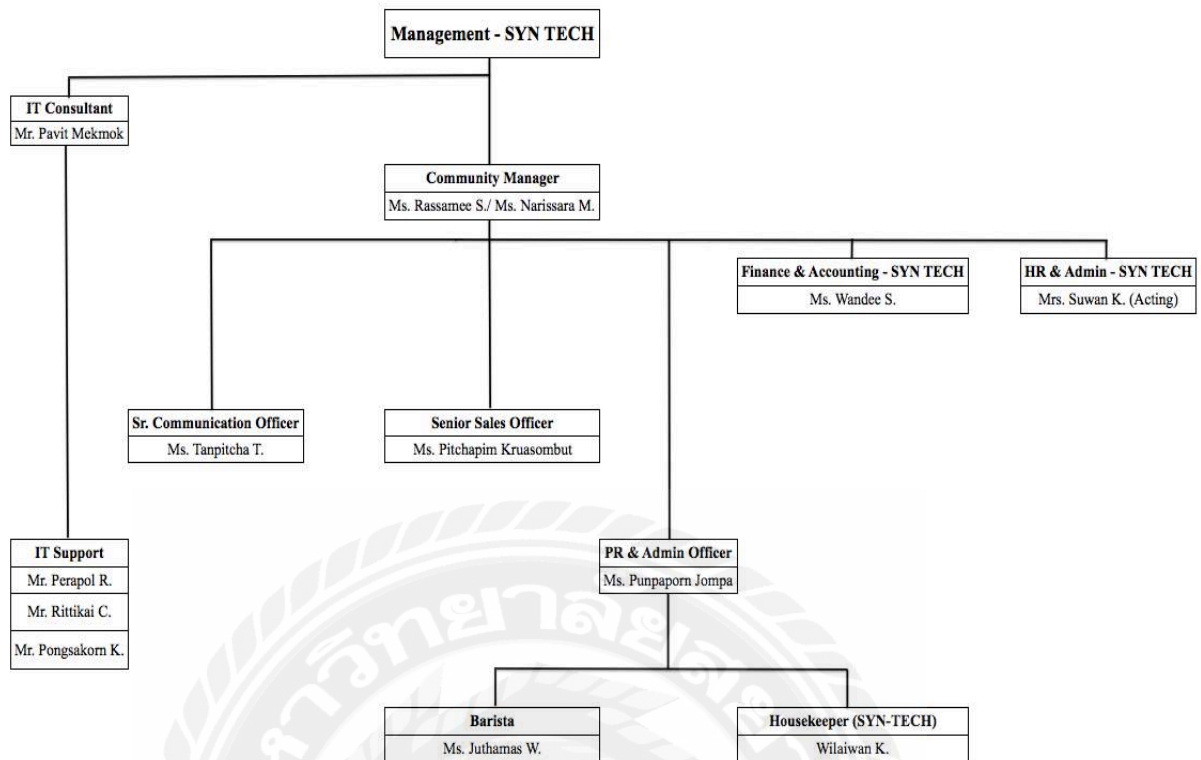 Management - SYN TECH
IT Consultant
Mr. Pavit Mekmok
Community Manager
Ms. Rassamee S./ Ms. Narissara M.
Finance & Accounting - SYN TECH
Ms. Wandee S.
HR & Admin - SYN TECH
Mrs. Suwan K. (Acting)
Sr. Communication Officer
Ms. Tanpitcha T.
Senior Sales Officer
Ms. Pitchapim Kruasombut
IT Support
Mr. Perapol R.
Mr. Rittikai C.
Mr. Pongsakorn K.
PR & Admin Officer
Ms. Punpaporn Jompa
Barista
Ms. Juthamas W.
Housekeeper (SYN-TECH)
Wilaiwan K.